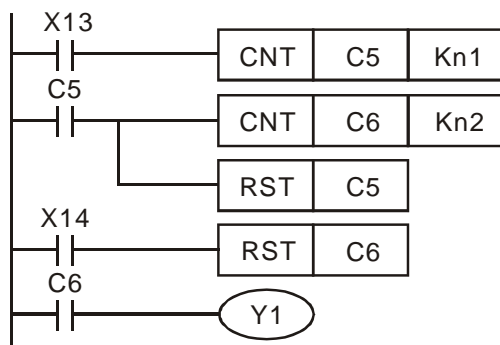 X13
CNT C5 Kn1
C5
CNT C6 Kn2
RST C5
X14
RST C6
C6
Y1